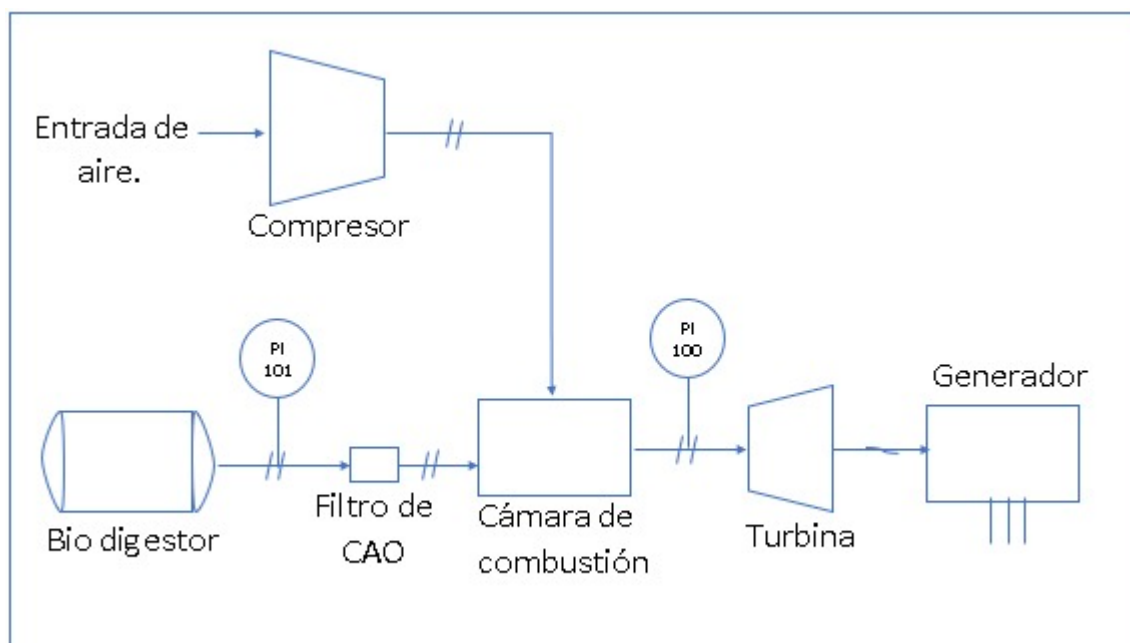 Entrada de
aire.
Compresor
PI
101
PI
100
Generador
Bio digestor
Filtro de
CAO
Cámara de
combustión
Turbina